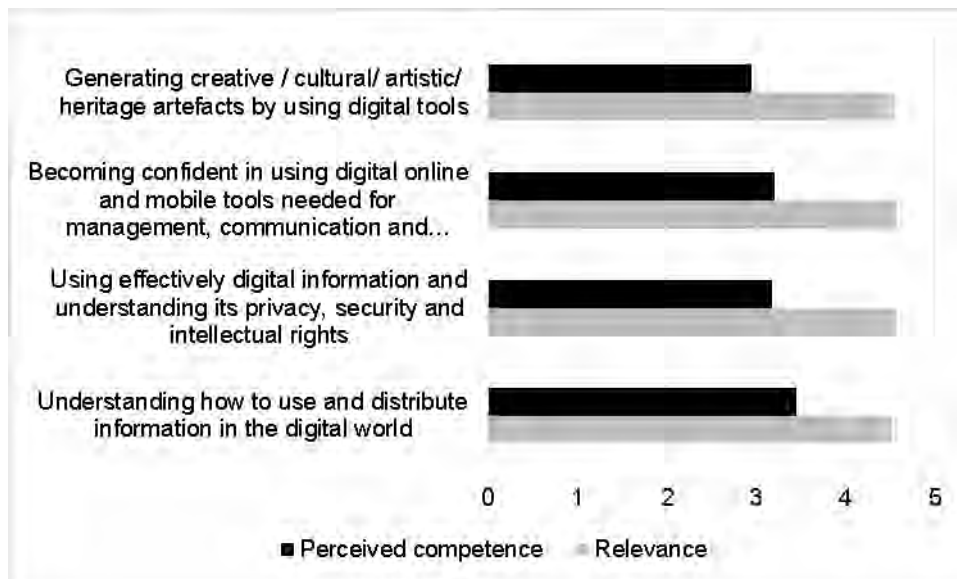 Generating creative / cultural/ artistic/
heritage artefacts by using digital tools
Becoming confident in using digital online
and mobile tools needed for
management, communication and...
Using effectively digital information and
understanding its privacy, security and
intellectual rights
Understanding how to use and distribute
information in the digital world
0 1 2 3 4 5
Perceived competence Relevance